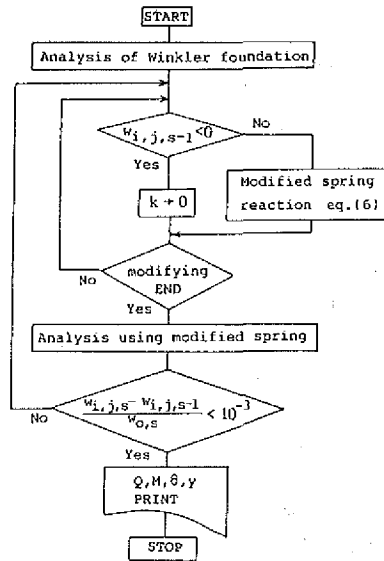 START
Analysis of Winkler foundation
w_{i,j,s-1}<0
No
Yes
k→0
Modified spring
reaction eq.(6)
modifying
END
No
Yes
Analysis using modified spring
\frac{w_{i,j,s}-w_{i,j,s-1}}{w_{o,s}} < 10^{-3}
No
Yes
Q,M,θ,y
PRINT
STOP